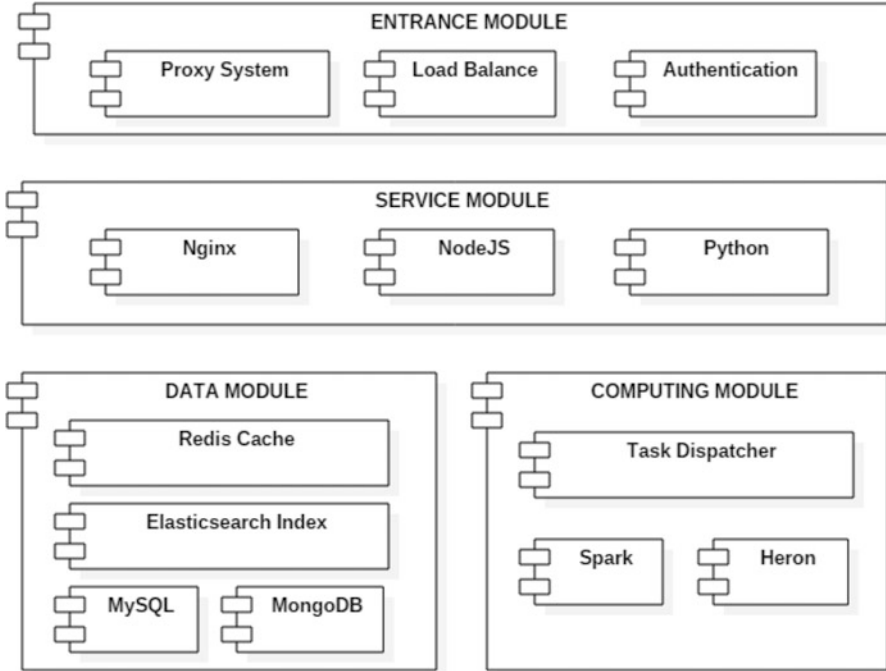 ENTRANCE MODULE
Proxy System
Load Balance
Authentication
SERVICE MODULE
Nginx
NodeJS
Python
DATA MODULE
Redis Cache
Elasticsearch Index
MySQL
MongoDB
COMPUTING MODULE
Task Dispatcher
Spark
Heron